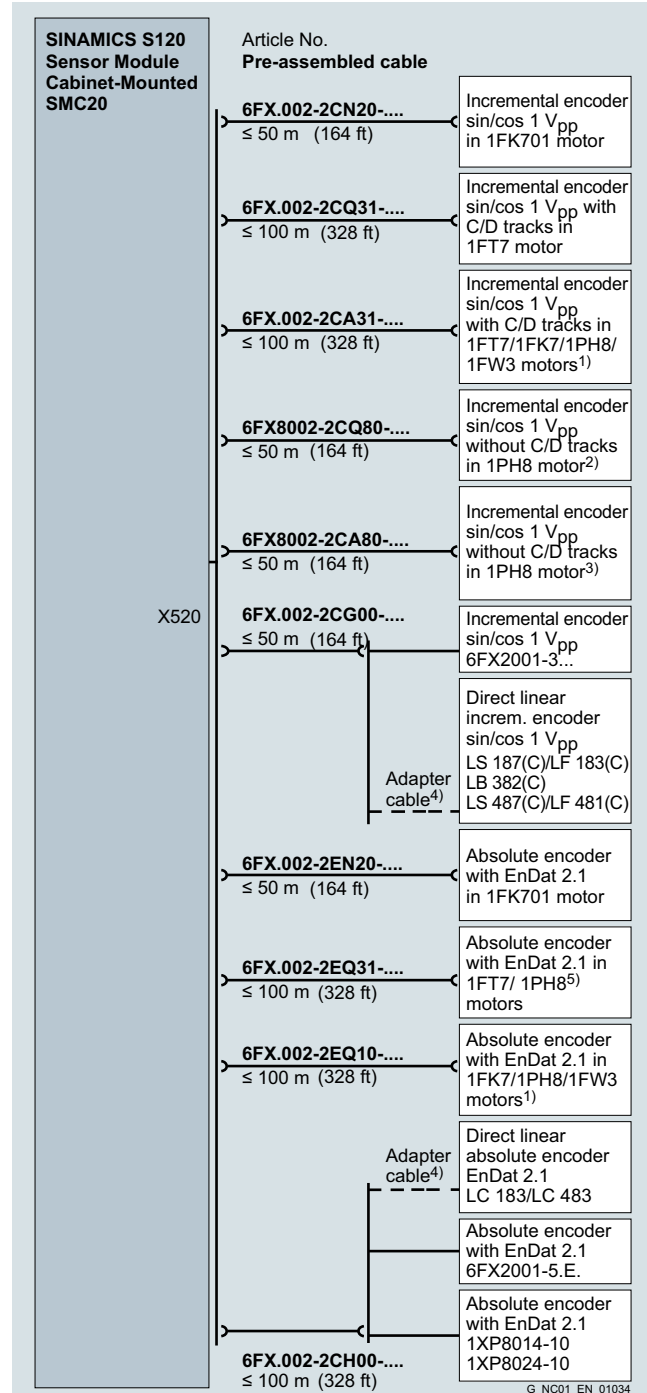 SINAMICS S120
Sensor Module
Cabinet-Mounted
SMC20
Article No.
Pre-assembled cable
6FX.002-2CN20-....
≤ 50 m (164 ft)
Incremental encoder
sin/cos 1 Vpp
in 1FK701 motor
6FX.002-2CQ31-....
≤ 100 m (328 ft)
Incremental encoder
sin/cos 1 Vpp with
C/D tracks in
1FT7 motor
6FX.002-2CA31-....
≤ 100 m (328 ft)
Incremental encoder
sin/cos 1 Vpp
with C/D tracks in
1FT7/1FK7/1PH8/
1FW3 motors1)
6FX8002-2CQ80-....
≤ 50 m (164 ft)
Incremental encoder
sin/cos 1 Vpp
without C/D tracks
in 1PH8 motor2)
6FX8002-2CA80-....
≤ 50 m (164 ft)
Incremental encoder
sin/cos 1 Vpp
without C/D tracks
in 1PH8 motor3)
X520
6FX.002-2CG00-....
≤ 50 m (164 ft)
Incremental encoder
sin/cos 1 Vpp
6FX2001-3...
Adapter
cable4)
Direct linear
increm. encoder
sin/cos 1 Vpp
LS 187(C)/LF 183(C)
LB 382(C)
LS 487(C)/LF 481(C)
6FX.002-2EN20-....
≤ 50 m (164 ft)
Absolute encoder
with EnDat 2.1
in 1FK701 motor
6FX.002-2EQ31-....
≤ 100 m (328 ft)
Absolute encoder
with EnDat 2.1 in
1FT7/ 1PH85)
motors
6FX.002-2EQ10-....
≤ 100 m (328 ft)
Absolute encoder
with EnDat 2.1 in
1FK7/1PH8/1FW3
motors1)
Adapter
cable4)
Direct linear
absolute encoder
EnDat 2.1
LC 183/LC 483
Absolute encoder
with EnDat 2.1
6FX2001-5.E.
Absolute encoder
with EnDat 2.1
1XP8014-10
1XP8024-10
6FX.002-2CH00-....
≤ 100 m (328 ft)
G_NC01_EN_01034